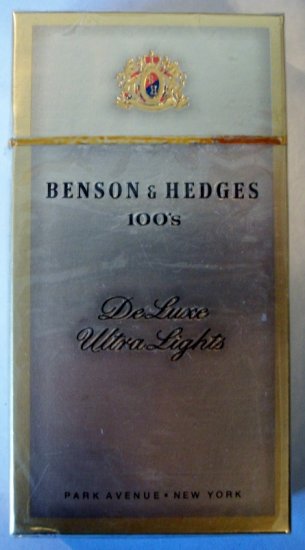 BENSON & HEDGES
100's
DeLuxe
Ultra Lights
PARK AVENUE • NEW YORK